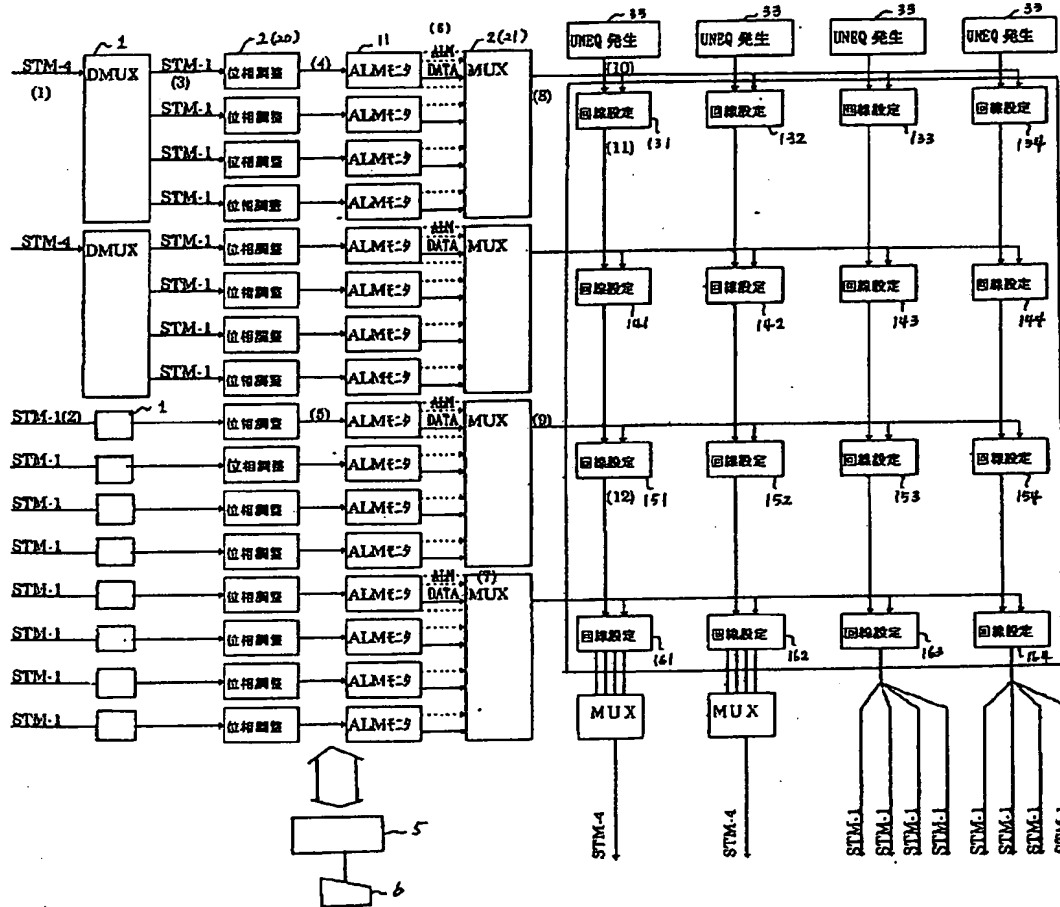 1 2(20) 11 (6) 2(21) 33 33 33 33
UNEQ 発生 UNEQ 発生 UNEQ 発生 UNEQ 発生
STM-4 DMUX STM-1 位相調整 (4) ALMモニタ ALM DATA MUX (10)
(1) (3) (8)
STM-1 位相調整 ALMモニタ 回線設定 回線設定 回線設定 回線設定
131 132 133 134
(11)
STM-1 位相調整 ALMモニタ
STM-1 位相調整 ALMモニタ
STM-4 DMUX STM-1 位相調整 ALMモニタ ALM DATA MUX
STM-1 位相調整 ALMモニタ 回線設定 回線設定 回線設定 回線設定
141 142 143 144
STM-1 位相調整 ALMモニタ
STM-1 位相調整 ALMモニタ
1
STM-1(2) 位相調整 (5) ALMモニタ ALM DATA MUX (9)
STM-1 位相調整 ALMモニタ 回線設定 回線設定 回線設定 回線設定
(12) 151 152 153 154
STM-1 位相調整 ALMモニタ
STM-1 位相調整 ALMモニタ
STM-1 位相調整 ALMモニタ ALM DATA (7) MUX
STM-1 位相調整 ALMモニタ 回線設定 回線設定 回線設定 回線設定
161 162 163 164
STM-1 位相調整 ALMモニタ
STM-1 位相調整 ALMモニタ MUX MUX
5
6
STM-4 STM-4 STM-1 STM-1 STM-1 STM-1 STM-1 STM-1 STM-1 STM-1